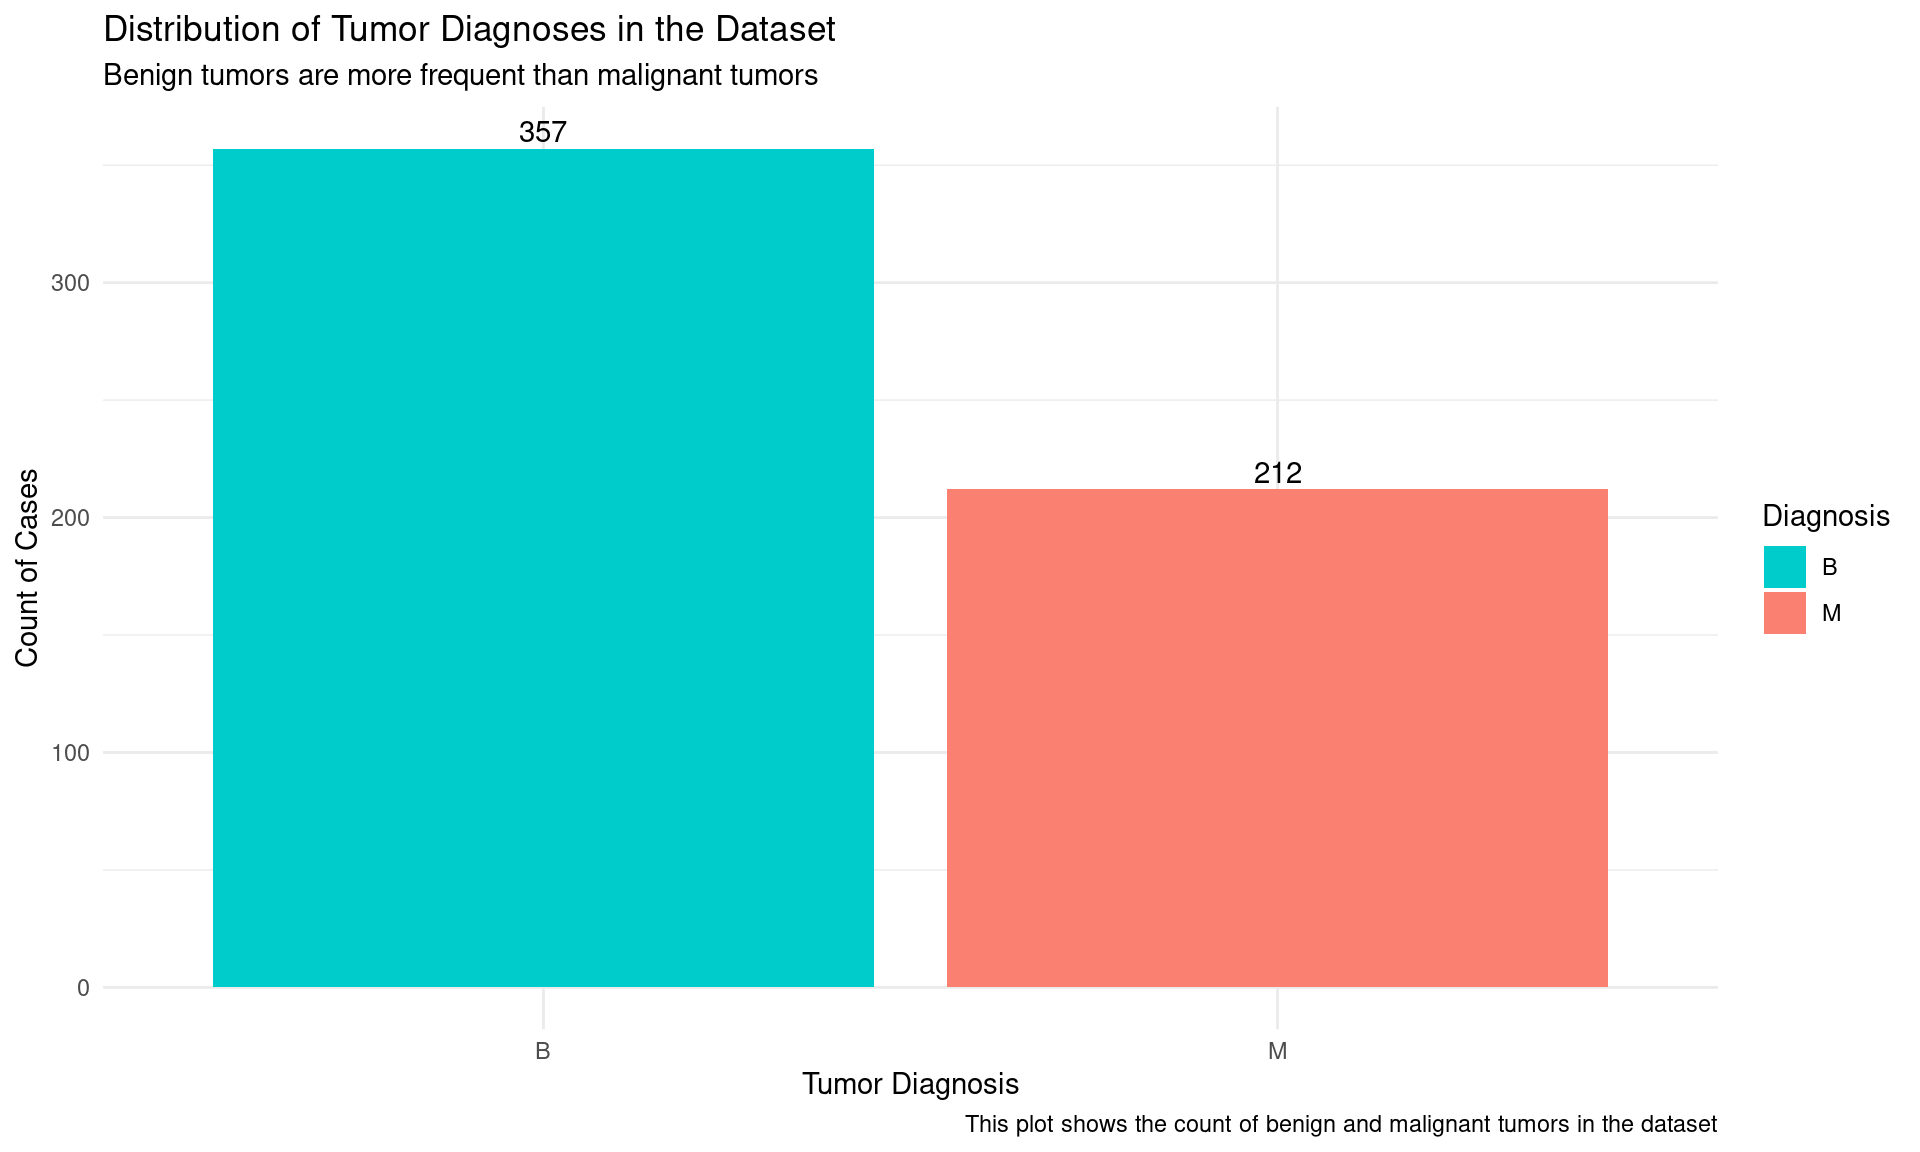 Distribution of Tumor Diagnoses in the Dataset
Benign tumors are more frequent than malignant tumors
357
212
300
200
100
0
Count of Cases
B
M
Tumor Diagnosis
Diagnosis
B
M
This plot shows the count of benign and malignant tumors in the dataset